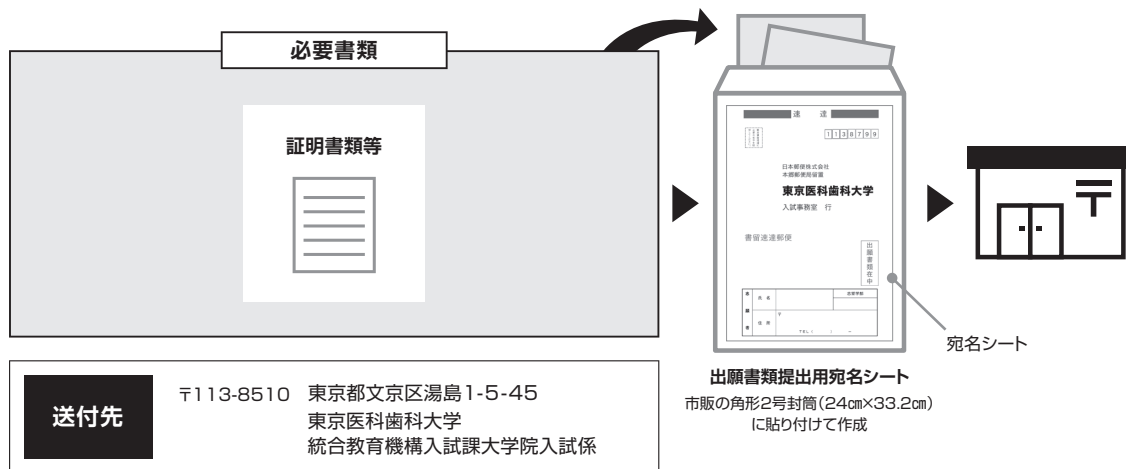 必要書類
証明書類等
速 達
1138799
日本郵便株式会社
本郷郵便局留置
東京医科歯科大学
入試事務室 行
書留速達郵便
出願書類在中
志願者
氏 名
志望学部
住 所
〒
TEL ( ) −
宛名シート
出願書類提出用宛名シート
市販の角形2号封筒(24㎝×33.2㎝)
に貼り付けて作成
送付先
〒113-8510 東京都文京区湯島1-5-45
東京医科歯科大学
統合教育機構入試課大学院入試係